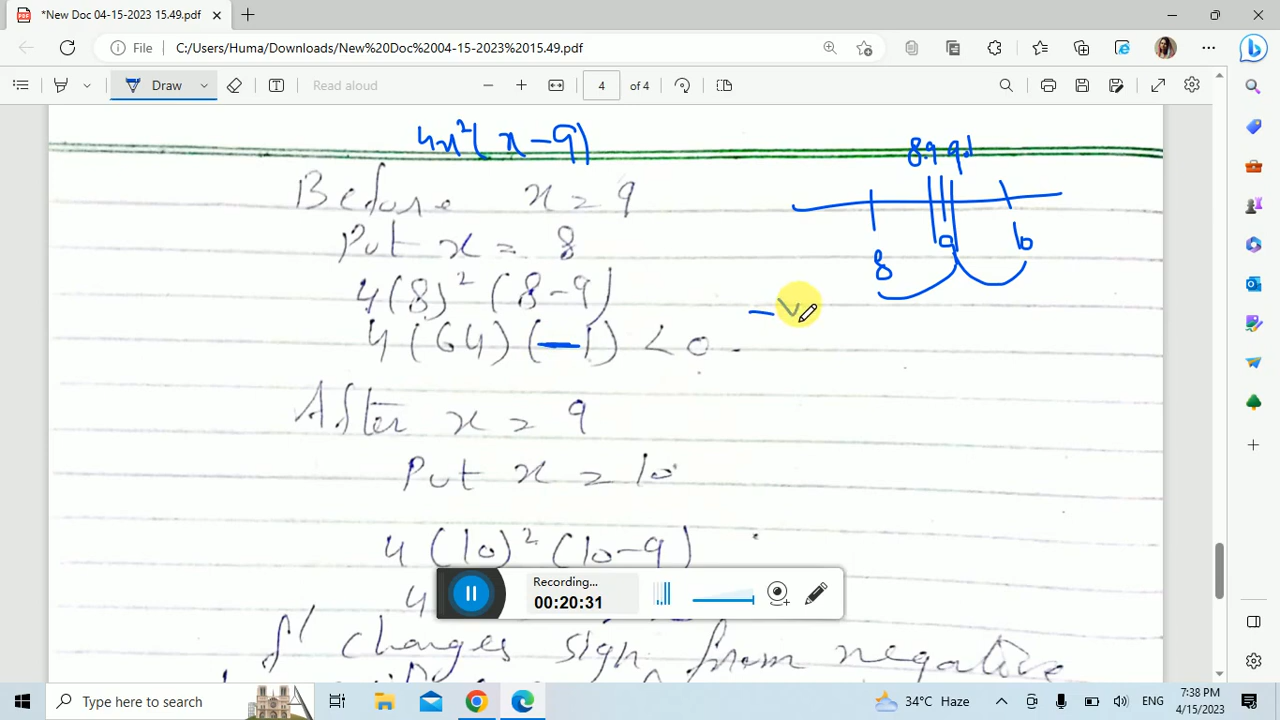 *New Doc 04-15-2023 15.49.pdf
File C:/Users/Huma/Downloads/New%20Doc%2004-15-2023%2015.49.pdf
Draw Read aloud 4 of 4
4x²(x-9)
8.9 9.1
Before x = 9
Put x = 8
9 10
8
4(8)² (8-9)
-v
4(64)(-1) < 0.
After x = 9
Put x = 10
4(10)² (10-9)
Recording...
00:20:31
4
f' changes sign from negative
Type here to search
34°C Haze
ENG
7:38 PM
4/15/2023